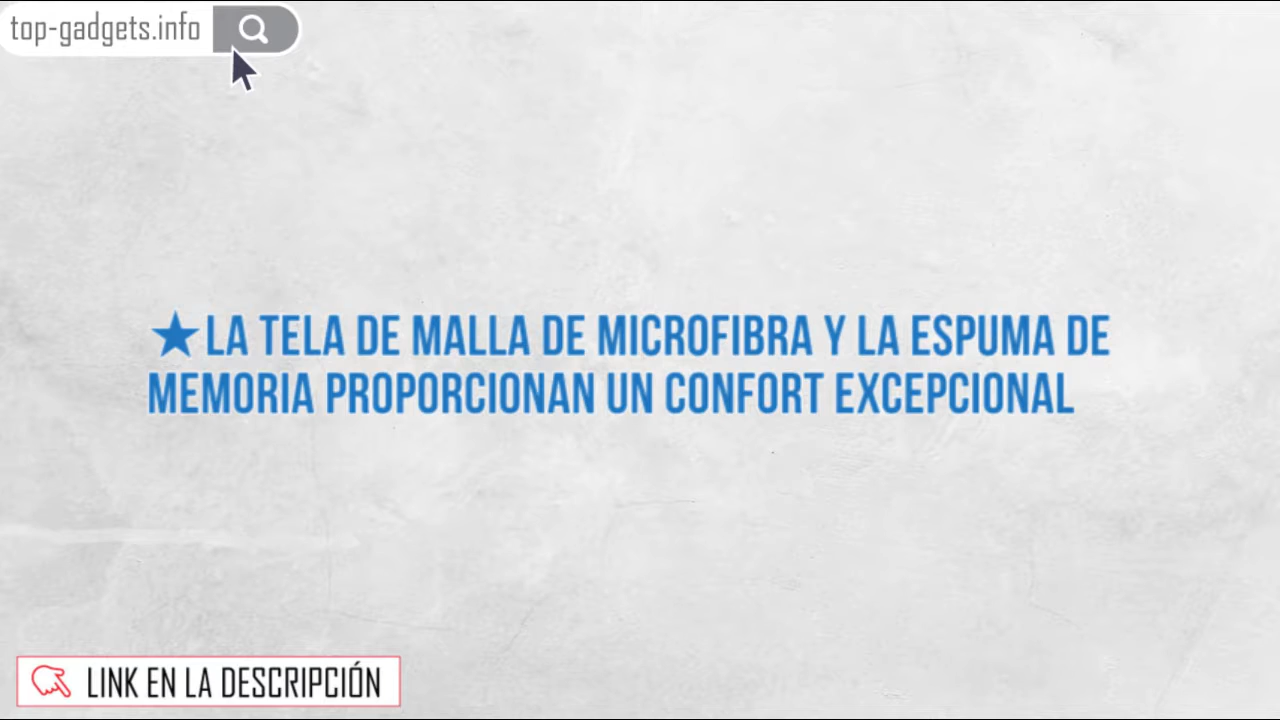 top-gadgets.info
★LA TELA DE MALLA DE MICROFIBRA Y LA ESPUMA DE
MEMORIA PROPORCIONAN UN CONFORT EXCEPCIONAL
LINK EN LA DESCRIPCIÓN